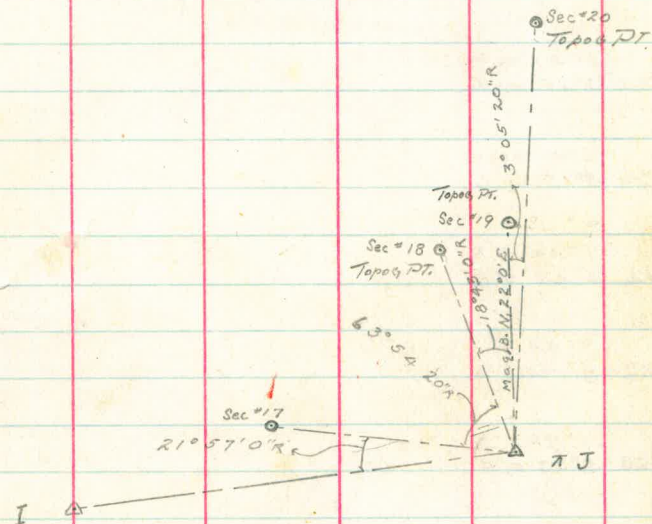 Sec #20
Topog. PT.
3° 05' 20" R
Topog. PT.
Sec #19
Sec #18
Topog. PT.
18° 45' 0" R
Mag. B. N. 22° 0' E
63° 54' 20" R
Sec #17
21° 57' 0" R
π J
I